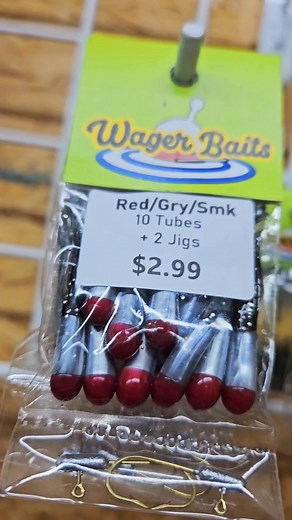 Wager Baits
Red/Gry/Smk
10 Tubes
+ 2 Jigs
$2.99